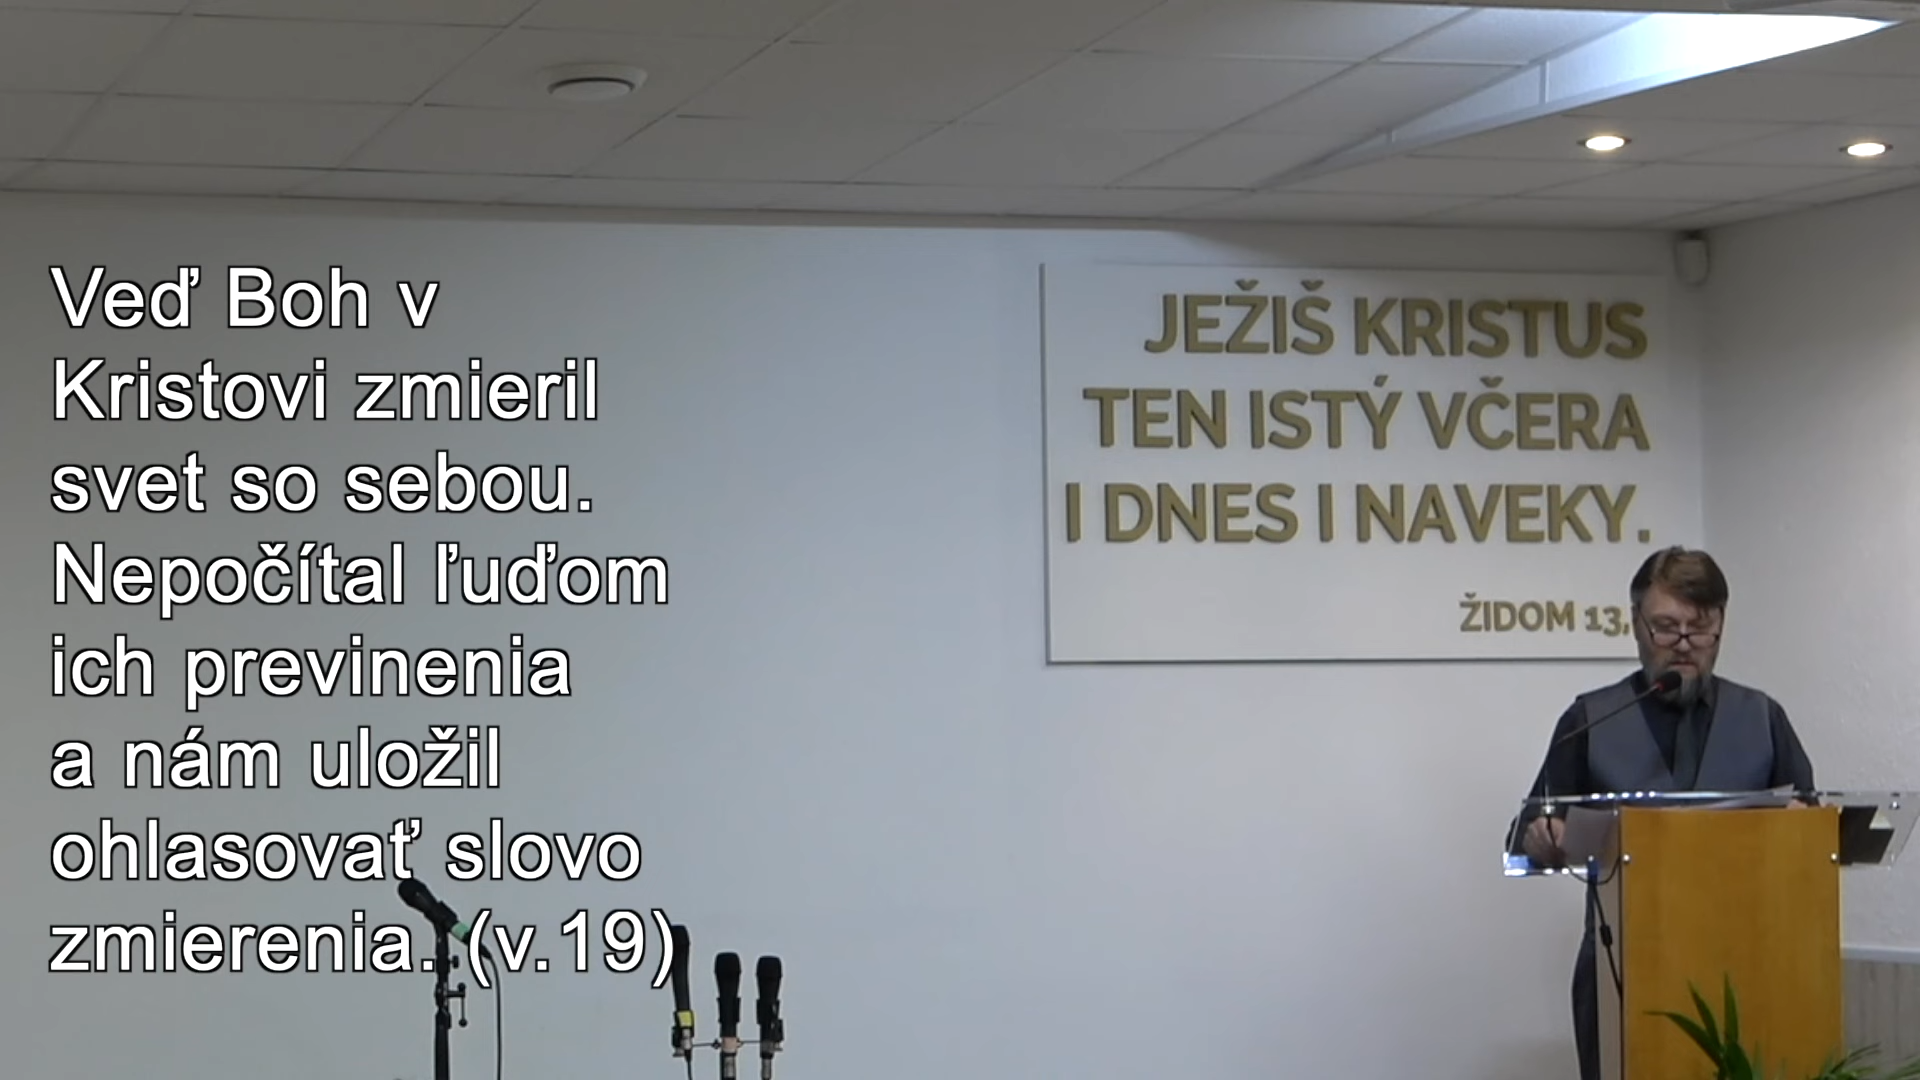 Veď Boh v
Kristovi zmieril
svet so sebou.
Nepočítal ľuďom
ich previnenia
a nám uložil
ohlasovať slovo
zmierenia. (v.19)
JEŽIŠ KRISTUS
TEN ISTÝ VČERA
I DNES I NAVEKY.
ŽIDOM 13,